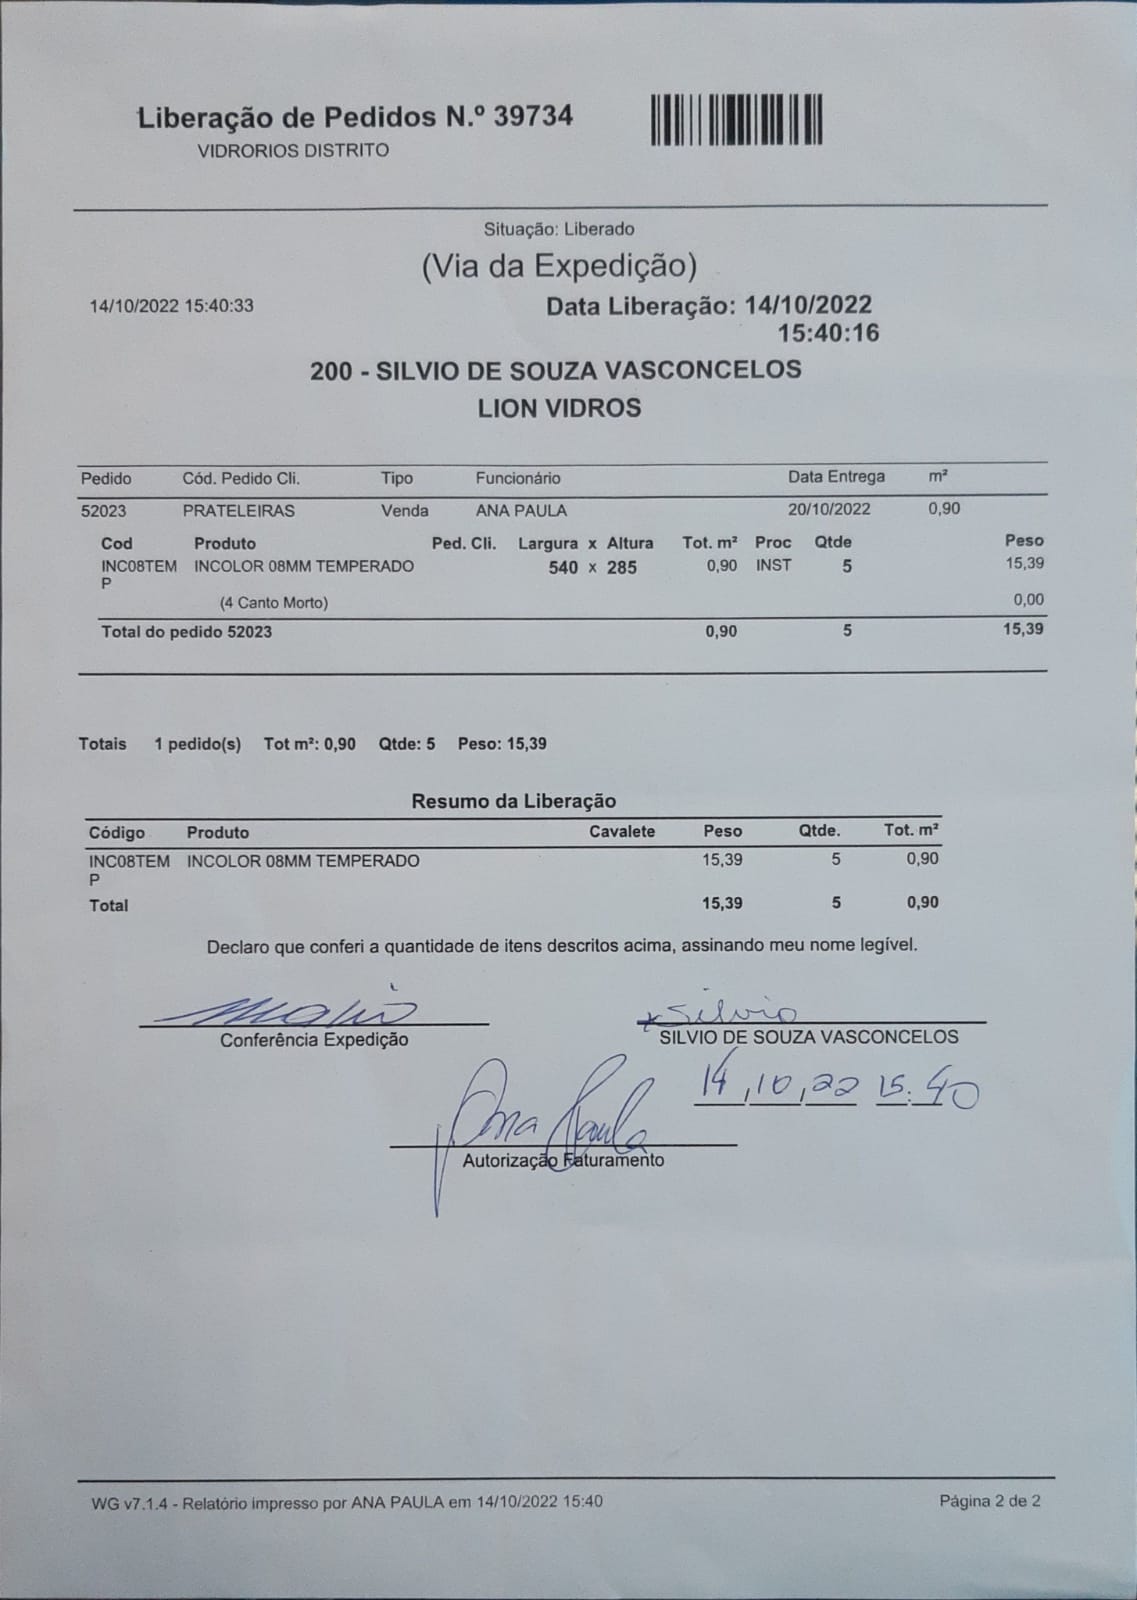 Liberação de Pedidos N.º 39734
VIDRORIOS DISTRITO
Situação: Liberado
(Via da Expedição)
14/10/2022 15:40:33 Data Liberação: 14/10/2022
15:40:16
200 - SILVIO DE SOUZA VASCONCELOS
LION VIDROS
Pedido Cód. Pedido Cli. Tipo Funcionário Data Entrega m²
52023 PRATELEIRAS Venda ANA PAULA 20/10/2022 0,90
Cod Produto Ped. Cli. Largura x Altura Tot. m² Proc Qtde Peso
INC08TEM INCOLOR 08MM TEMPERADO 540 x 285 0,90 INST 5 15,39
P
(4 Canto Morto) 0,00
Total do pedido 52023 0,90 5 15,39
Totais 1 pedido(s) Tot m²: 0,90 Qtde: 5 Peso: 15,39
Resumo da Liberação
Código Produto Cavalete Peso Qtde. Tot. m²
INC08TEM INCOLOR 08MM TEMPERADO 15,39 5 0,90
P
Total 15,39 5 0,90
Declaro que conferi a quantidade de itens descritos acima, assinando meu nome legível.
x Silvio
Conferência Expedição SILVIO DE SOUZA VASCONCELOS
14,10,22 15:40
Ana Paula
Autorização Faturamento
WG v7.1.4 - Relatório impresso por ANA PAULA em 14/10/2022 15:40 Página 2 de 2